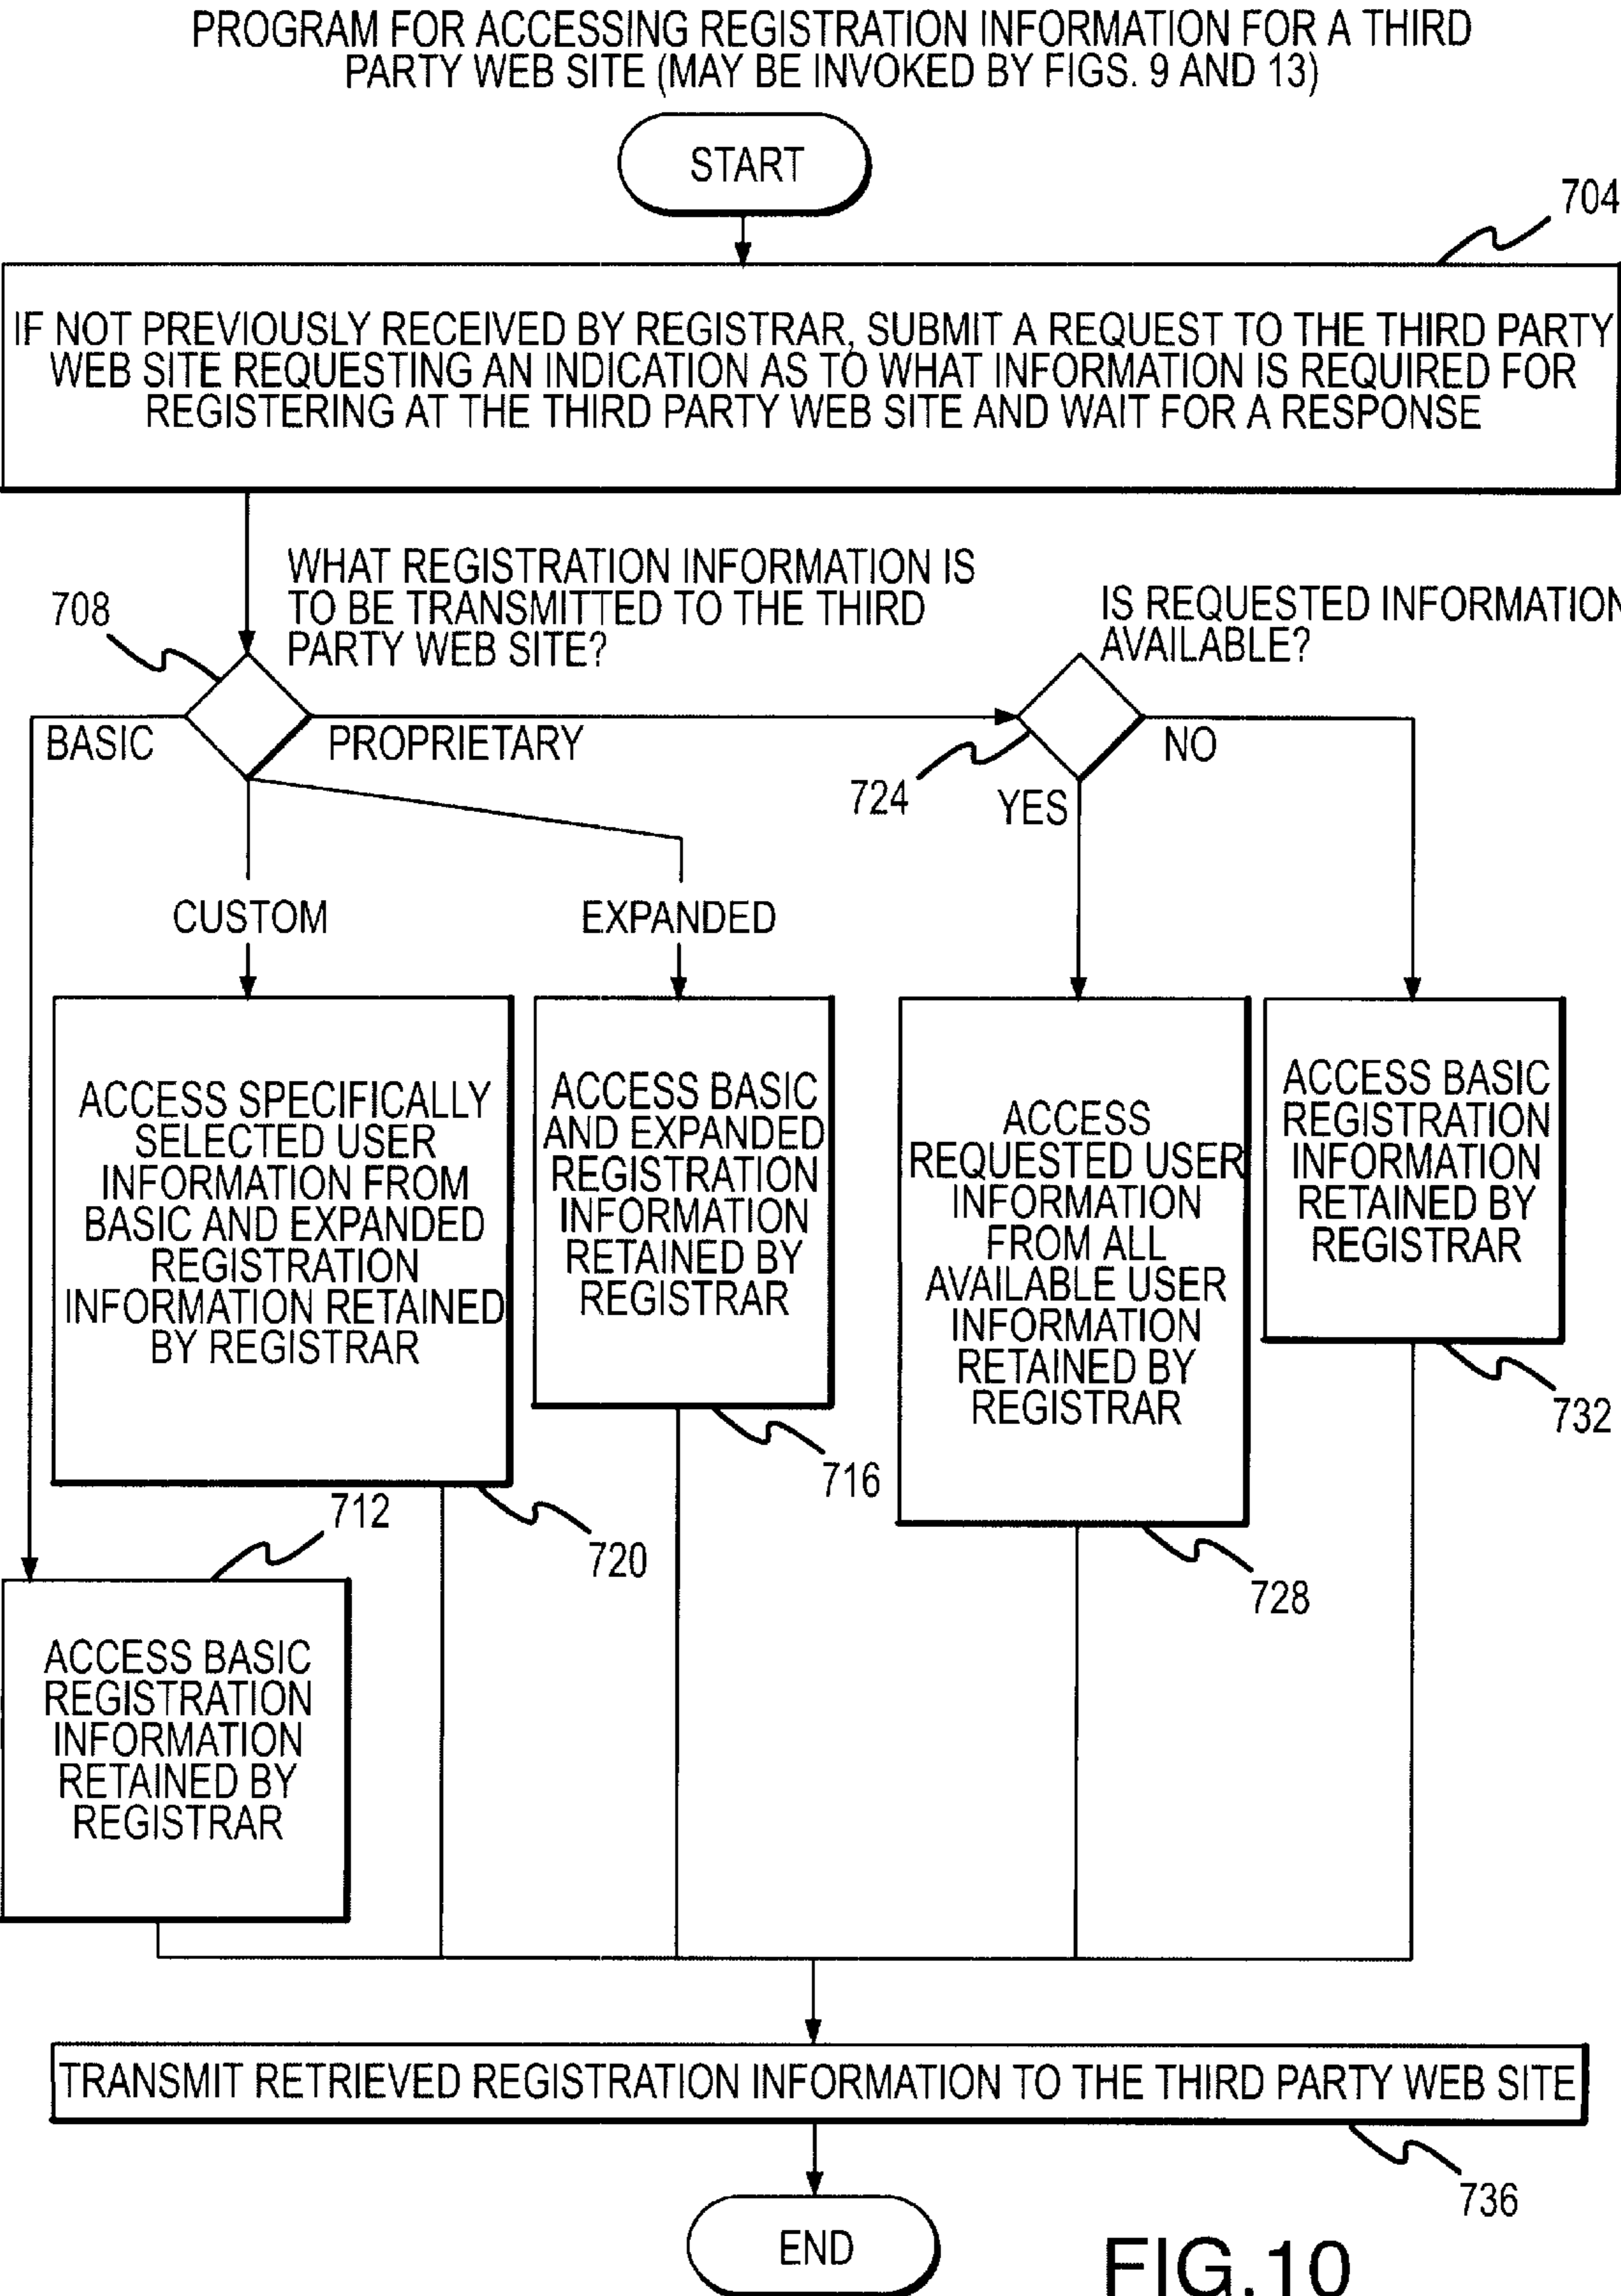 PROGRAM FOR ACCESSING REGISTRATION INFORMATION FOR A THIRD
PARTY WEB SITE (MAY BE INVOKED BY FIGS. 9 AND 13)
START
704
IF NOT PREVIOUSLY RECEIVED BY REGISTRAR, SUBMIT A REQUEST TO THE THIRD PARTY
WEB SITE REQUESTING AN INDICATION AS TO WHAT INFORMATION IS REQUIRED FOR
REGISTERING AT THE THIRD PARTY WEB SITE AND WAIT FOR A RESPONSE
708
WHAT REGISTRATION INFORMATION IS
TO BE TRANSMITTED TO THE THIRD
PARTY WEB SITE?
IS REQUESTED INFORMATION
AVAILABLE?
BASIC
PROPRIETARY
724
YES
NO
CUSTOM
EXPANDED
ACCESS SPECIFICALLY
SELECTED USER
INFORMATION FROM
BASIC AND EXPANDED
REGISTRATION
INFORMATION RETAINED
BY REGISTRAR
720
ACCESS BASIC
AND EXPANDED
REGISTRATION
INFORMATION
RETAINED BY
REGISTRAR
716
ACCESS
REQUESTED USER
INFORMATION
FROM ALL
AVAILABLE USER
INFORMATION
RETAINED BY
REGISTRAR
728
ACCESS BASIC
REGISTRATION
INFORMATION
RETAINED BY
REGISTRAR
732
712
ACCESS BASIC
REGISTRATION
INFORMATION
RETAINED BY
REGISTRAR
TRANSMIT RETRIEVED REGISTRATION INFORMATION TO THE THIRD PARTY WEB SITE
736
END
FIG.10